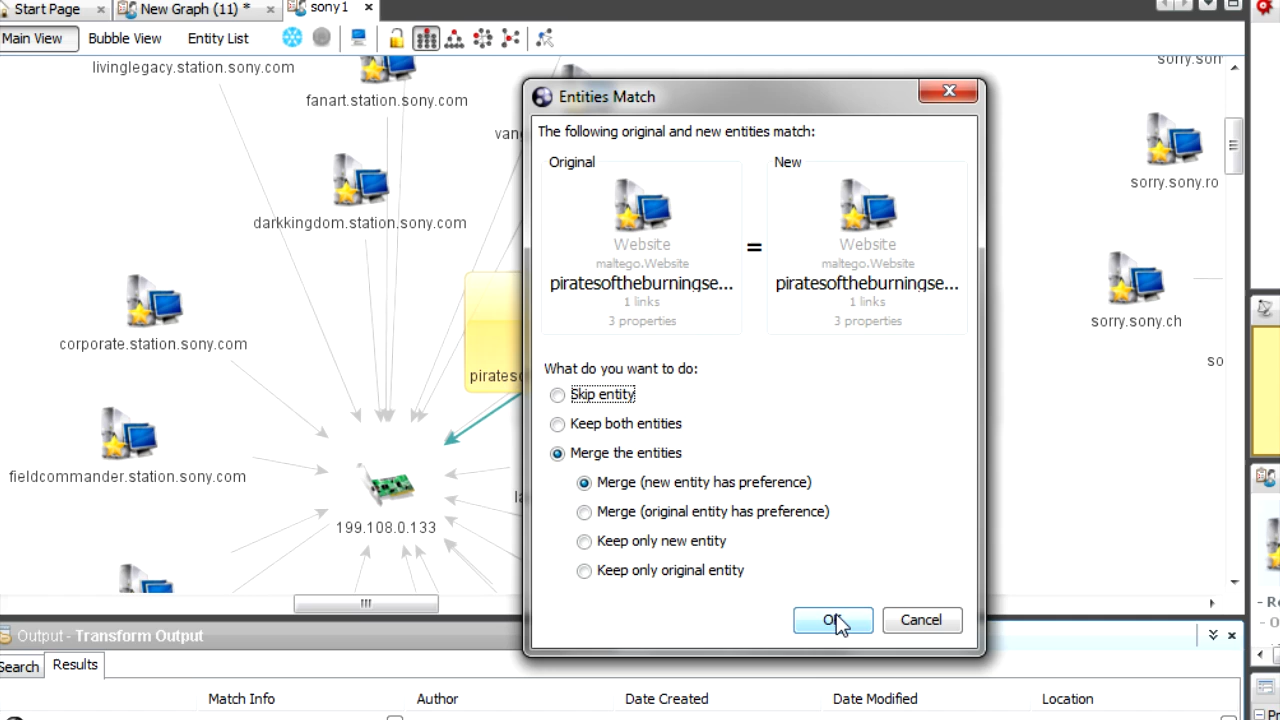 Start Page
New Graph (11) *
sony1
Main View
Bubble View
Entity List
livinglegacy.station.sony.com
fanart.station.sony.com
darkkingdom.station.sony.com
corporate.station.sony.com
fieldcommander.station.sony.com
199.108.0.133
sorry.sony.ro
sorry.sony.ch
Entities Match
The following original and new entities match:
Original
New
Website
Website
maltego.Website
maltego.Website
piratesoftheburningse...
=
piratesoftheburningse...
1 links
1 links
3 properties
3 properties
What do you want to do:
Skip entity
Keep both entities
Merge the entities
Merge (new entity has preference)
Merge (original entity has preference)
Keep only new entity
Keep only original entity
OK
Cancel
Output - Transform Output
Search
Results
Match Info
Author
Date Created
Date Modified
Location